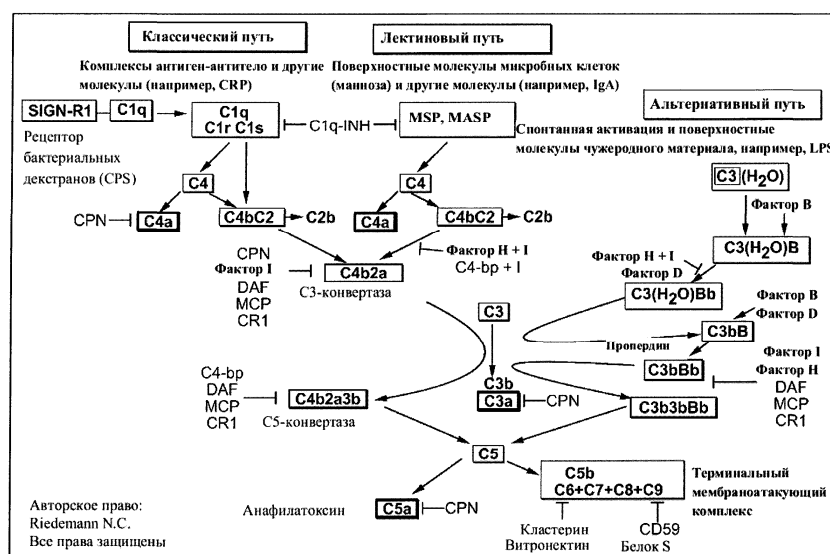 Классический путь
Лектиновый путь
Комплексы антиген-антитело и другие
молекулы (например, CRP)
Поверхностные молекулы микробных клеток
(манноза) и другие молекулы (например, IgA)
Альтернативный путь
Спонтанная активация и поверхностные
молекулы чужеродного материала, например, LPS
SIGN-R1
C1q
C1q
C1r C1s
C1q-INH
MSP, MASP
Рецептор
бактериальных
декстранов (CPS)
C4
C4
C3(H2O)
Фактор B
CPN
C4a
C4bC2
C2b
C4a
C4bC2
C2b
C3(H2O)B
CPN
Фактор I
DAF
MCP
CR1
C4b2a
C3-конвертаза
Фактор H + I
C4-bp + I
Фактор H + I
Фактор D
C3(H2O)Bb
Фактор B
Фактор D
C3bB
C3
Пропердин
C3bBb
Фактор I
Фактор H
DAF
MCP
CR1
C4-bp
DAF
MCP
CR1
C4b2a3b
C5-конвертаза
C3b
C3a
CPN
C3b3bBb
C5
C5b
C6+C7+C8+C9
Терминальный
мембраноатакующий
комплекс
Анафилатоксин
C5a
CPN
Кластерин
Витронектин
CD59
Белок S
Авторское право:
Riedemann N.C.
Все права защищены